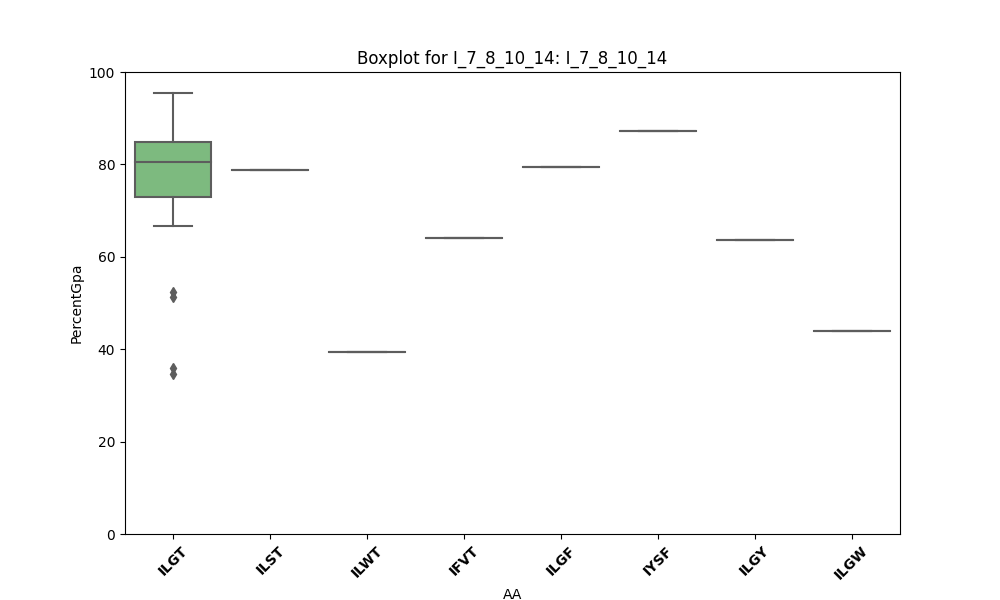 Boxplot for I_7_8_10_14: I_7_8_10_14
100
80
60
40
20
0
PercentGpa
ILGT
ILST
ILWT
IFVT
ILGF
IYSF
ILGY
ILGW
AA